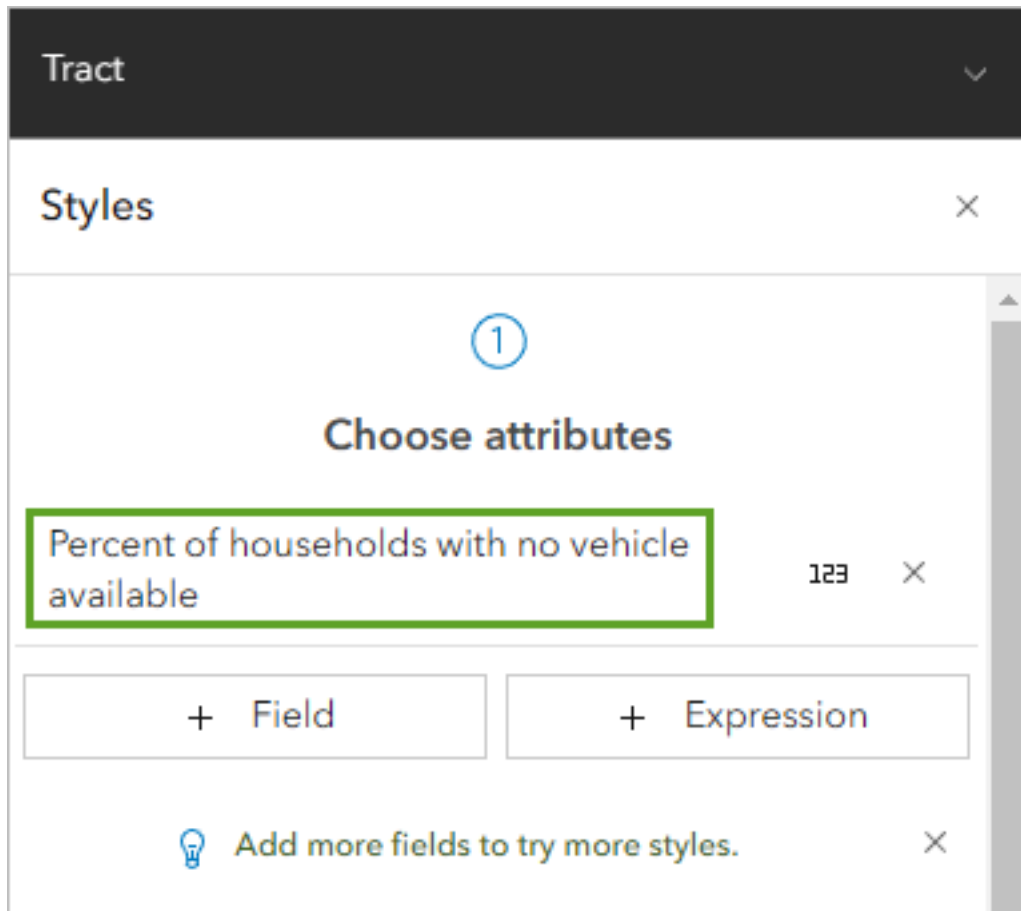 Tract
Styles
1
Choose attributes
Percent of households with no vehicle
available
123
+ Field
+ Expression
Add more fields to try more styles.